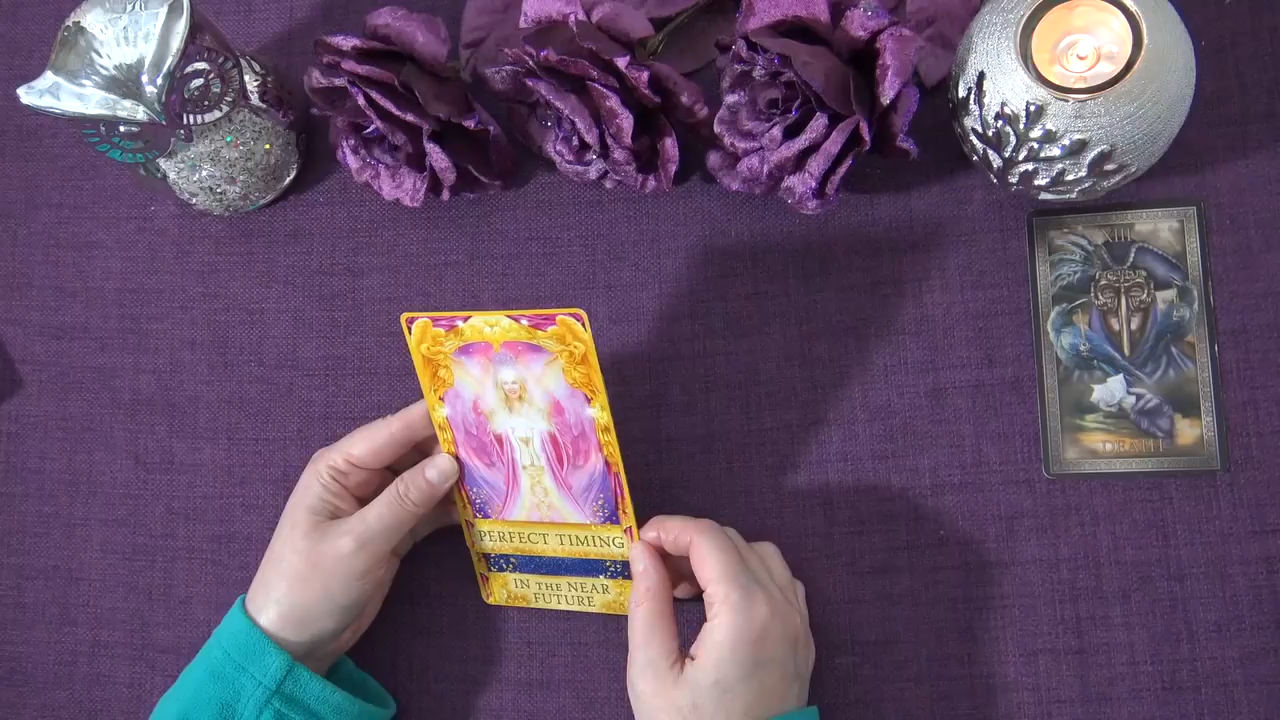 PERFECT TIMING
IN THE NEAR
FUTURE
XIII
DEATH